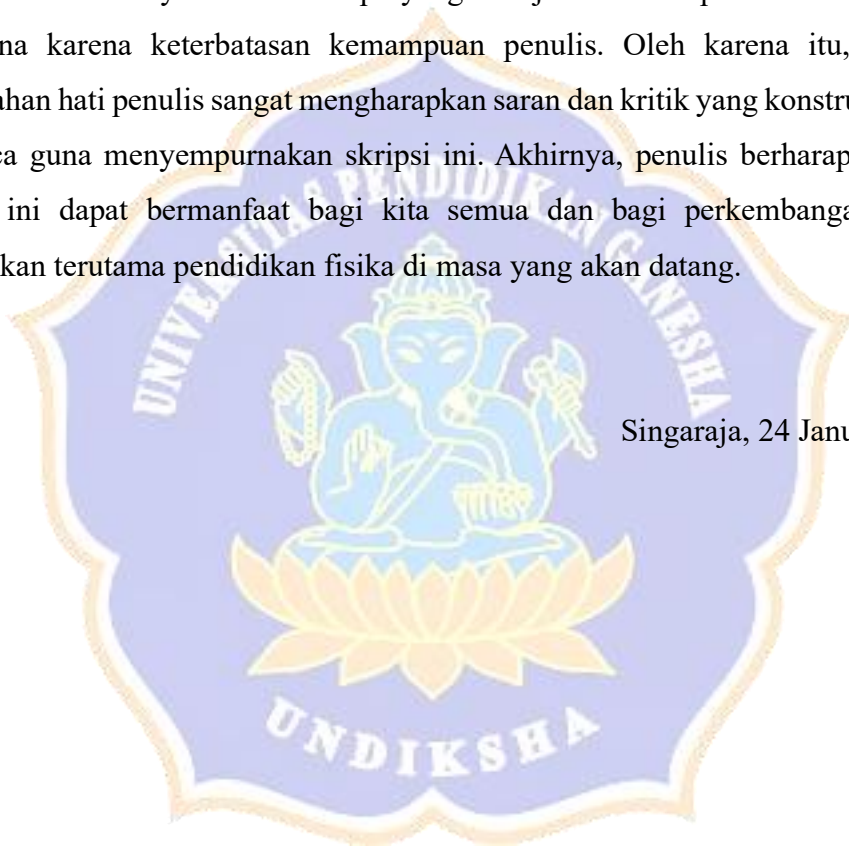 na karena keterbatasan kemampuan penulis. Oleh karena itu,
ahan hati penulis sangat mengharapkan saran dan kritik yang konstru
ca guna menyempurnakan skripsi ini. Akhirnya, penulis berharap
ini dapat bermanfaat bagi kita semua dan bagi perkembanga
kan terutama pendidikan fisika di masa yang akan datang.
UNIVERSITAS PENDIDIKAN GANESHA
Singaraja, 24 Janu
UNDIKSHA